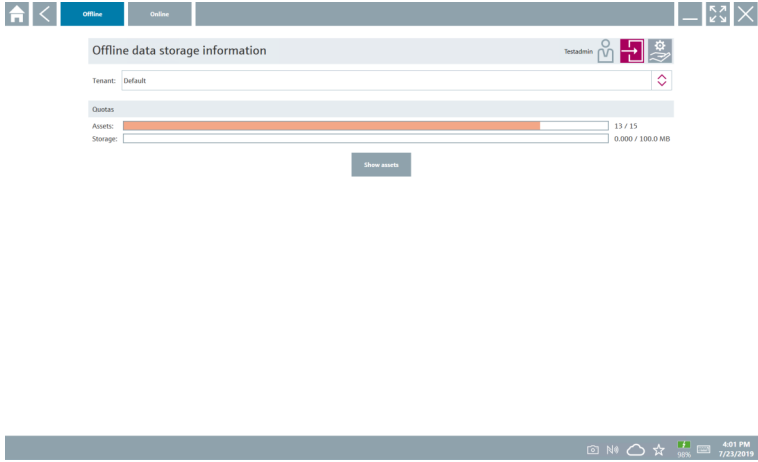 Offline Online
Offline data storage information
Testadmin
Tenant: Default
Quotas
Assets: 13 / 15
Storage: 0.000 / 100.0 MB
Show assets
98%
4:01 PM
7/23/2019